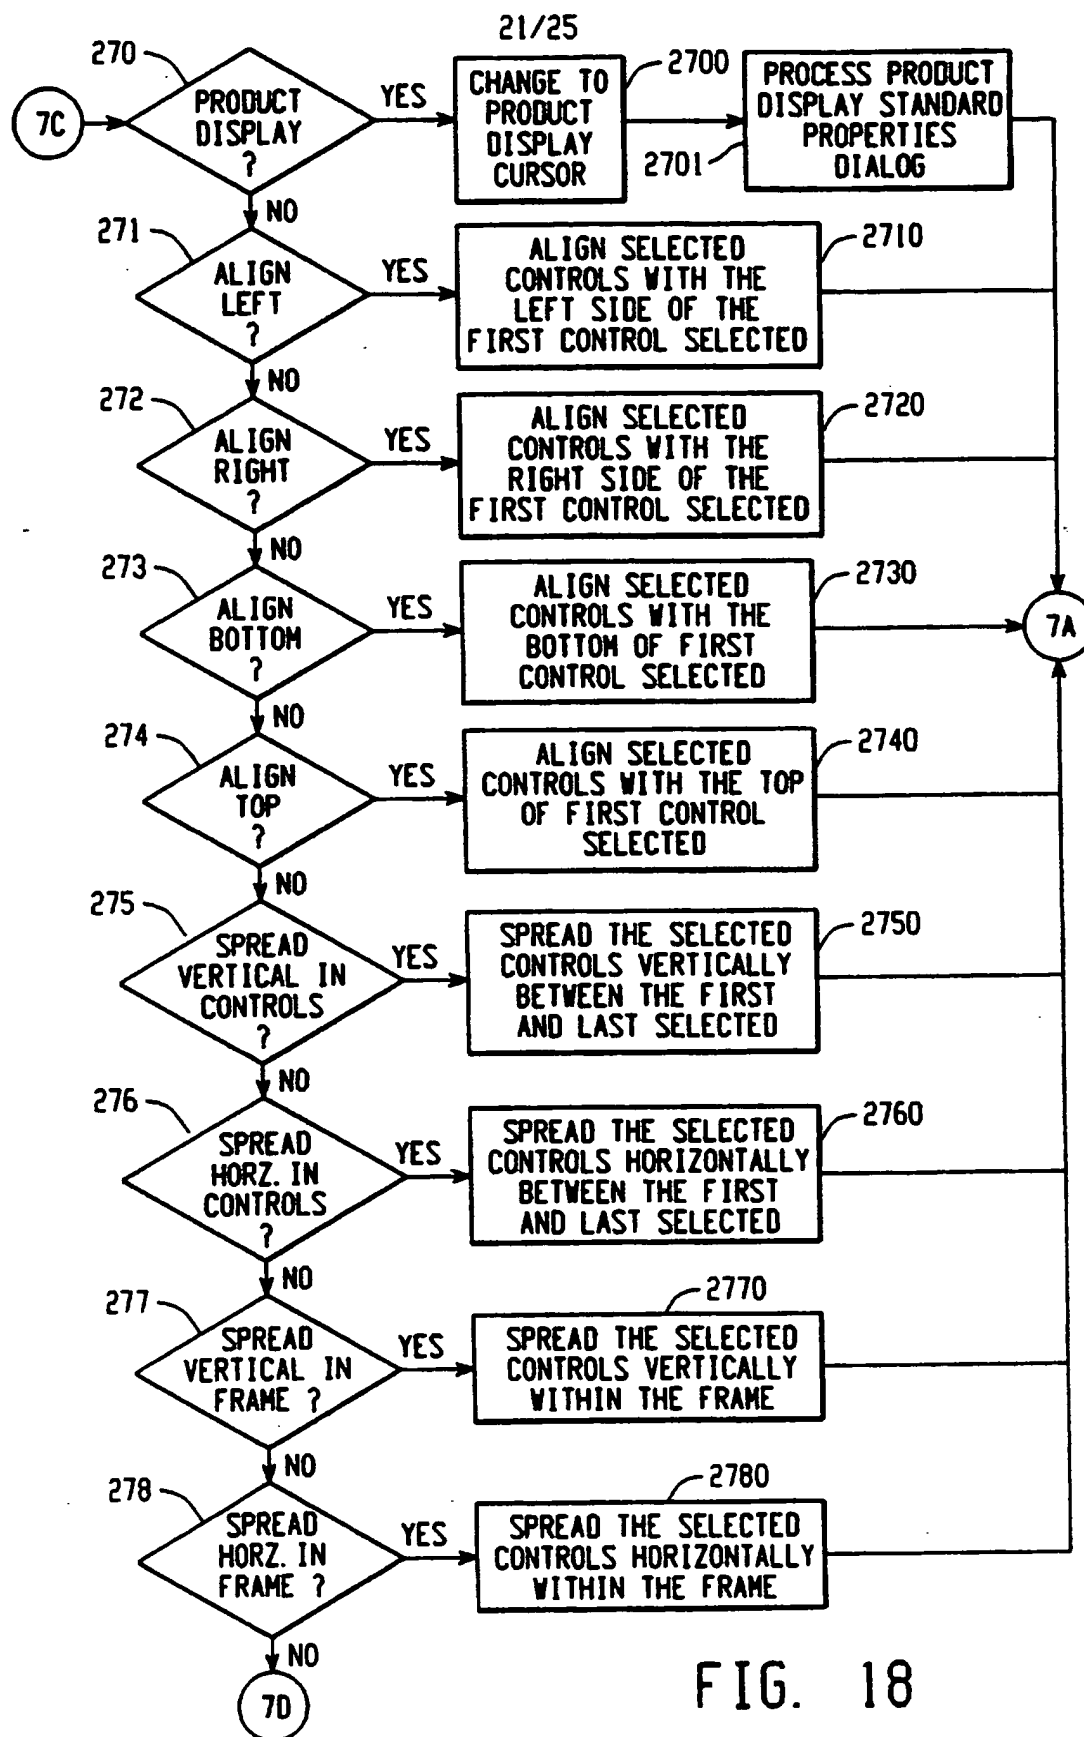 21/25
270
7C
PRODUCT
DISPLAY
?
YES
CHANGE TO
PRODUCT
DISPLAY
CURSOR
2700
PROCESS PRODUCT
DISPLAY STANDARD
PROPERTIES
DIALOG
2701
NO
271
ALIGN
LEFT
?
YES
ALIGN SELECTED
CONTROLS WITH THE
LEFT SIDE OF THE
FIRST CONTROL SELECTED
2710
NO
272
ALIGN
RIGHT
?
YES
ALIGN SELECTED
CONTROLS WITH THE
RIGHT SIDE OF THE
FIRST CONTROL SELECTED
2720
NO
273
ALIGN
BOTTOM
?
YES
ALIGN SELECTED
CONTROLS WITH THE
BOTTOM OF FIRST
CONTROL SELECTED
2730
7A
NO
274
ALIGN
TOP
?
YES
ALIGN SELECTED
CONTROLS WITH THE TOP
OF FIRST CONTROL
SELECTED
2740
NO
275
SPREAD
VERTICAL IN
CONTROLS
?
YES
SPREAD THE SELECTED
CONTROLS VERTICALLY
BETWEEN THE FIRST
AND LAST SELECTED
2750
NO
276
SPREAD
HORZ. IN
CONTROLS
?
YES
SPREAD THE SELECTED
CONTROLS HORIZONTALLY
BETWEEN THE FIRST
AND LAST SELECTED
2760
NO
277
SPREAD
VERTICAL IN
FRAME ?
YES
SPREAD THE SELECTED
CONTROLS VERTICALLY
WITHIN THE FRAME
2770
NO
278
SPREAD
HORZ. IN
FRAME ?
YES
SPREAD THE SELECTED
CONTROLS HORIZONTALLY
WITHIN THE FRAME
2780
NO
7D
FIG. 18